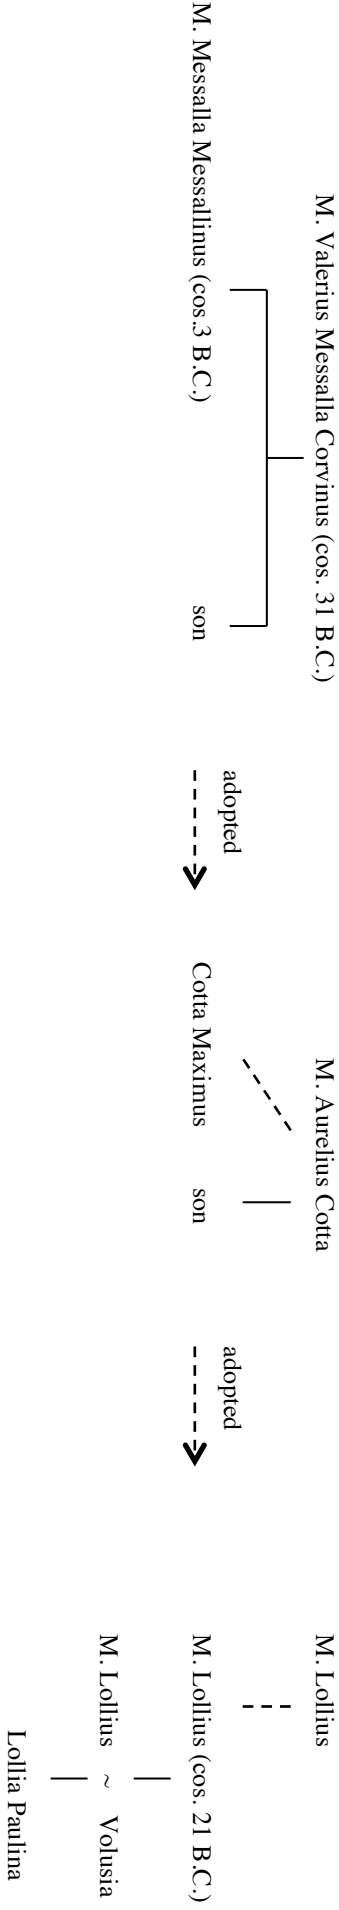 M. Valerius Messalla Corvinus (cos. 31 B.C.)
M. Aurelius Cotta
M. Lollius
adopted
adopted
M. Messalla Messallinus (cos.3 B.C.)
son
Cotta Maximus
son
M. Lollius (cos. 21 B.C.)
M. Lollius ~ Volusia
Lollia Paulina